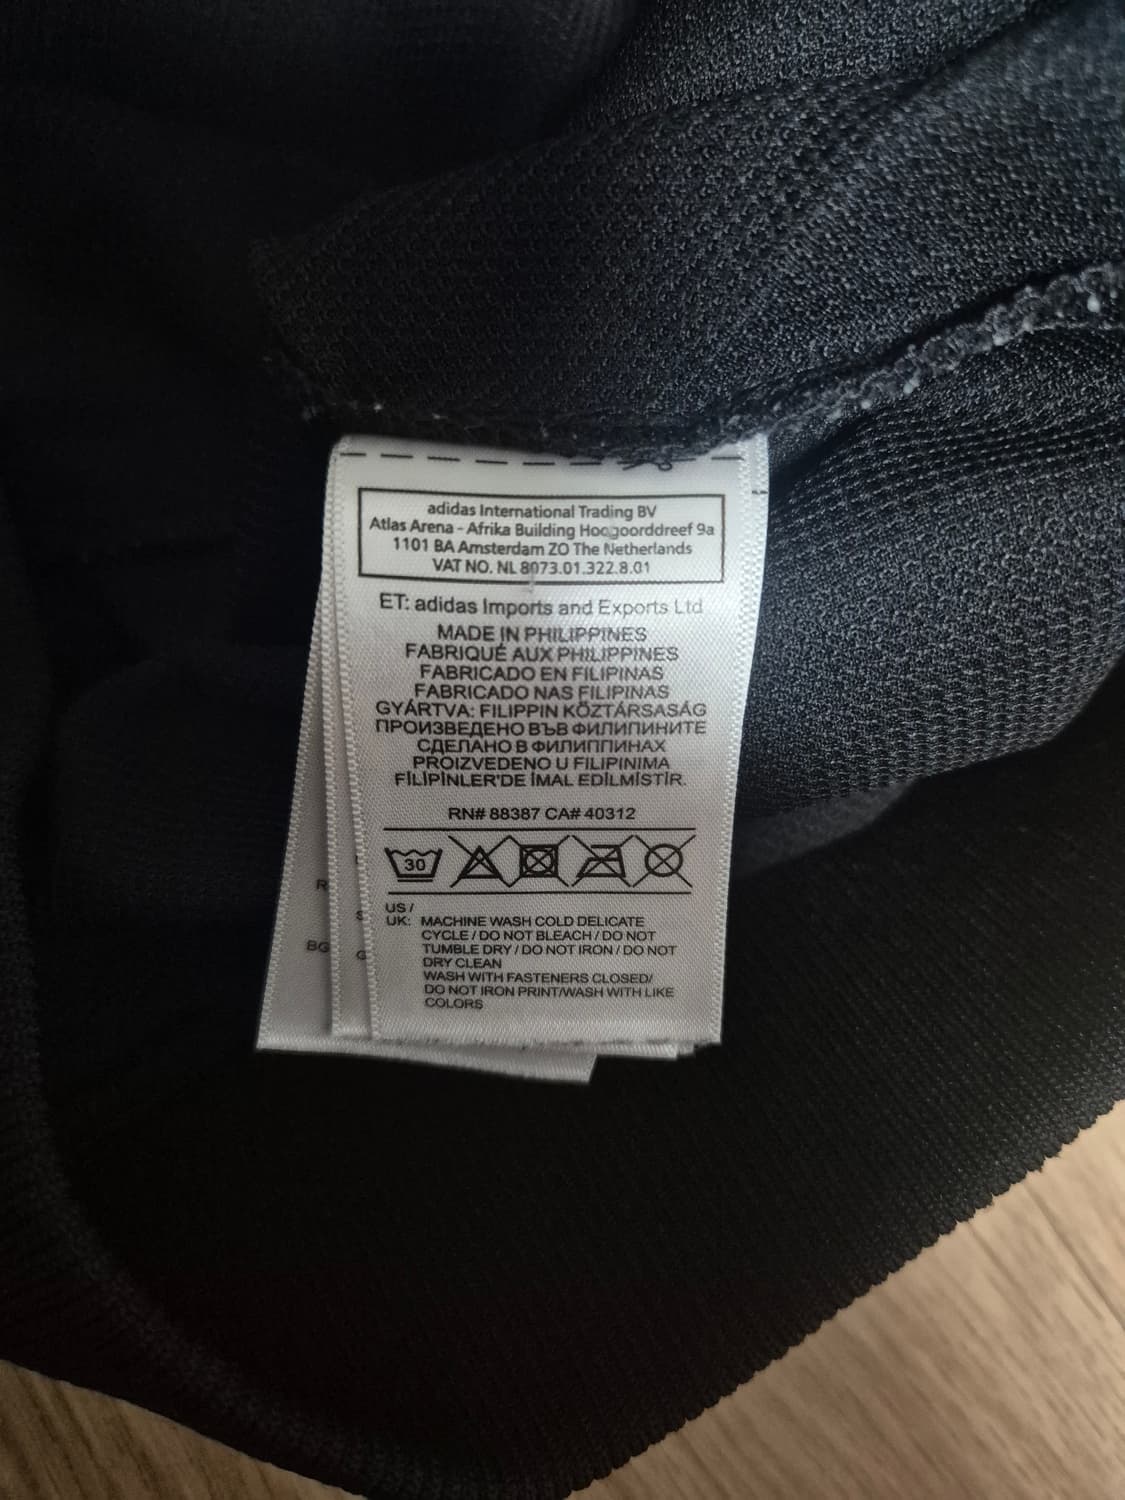 adidas International Trading BV
Atlas Arena - Afrika Building Hoogoorddreef 9a
1101 BA Amsterdam ZO The Netherlands
VAT NO. NL 8073.01.322.8.01
ET: adidas Imports and Exports Ltd
MADE IN PHILIPPINES
FABRIQUÉ AUX PHILIPPINES
FABRICADO EN FILIPINAS
FABRICADO NAS FILIPINAS
GYÁRTVA: FILIPPIN KÖZTÁRSASÁG
ПРОИЗВЕДЕНО ВЪВ ФИЛИПИНИТЕ
СДЕЛАНО В ФИЛИППИНАХ
PROIZVEDENO U FILIPINIMA
FİLİPİNLER'DE İMAL EDİLMİSTİR.
RN# 88387 CA# 40312
30
US /
UK: MACHINE WASH COLD DELICATE
CYCLE / DO NOT BLEACH / DO NOT
TUMBLE DRY / DO NOT IRON / DO NOT
DRY CLEAN
WASH WITH FASTENERS CLOSED/
DO NOT IRON PRINT/WASH WITH LIKE
COLORS
R
BG
S
G